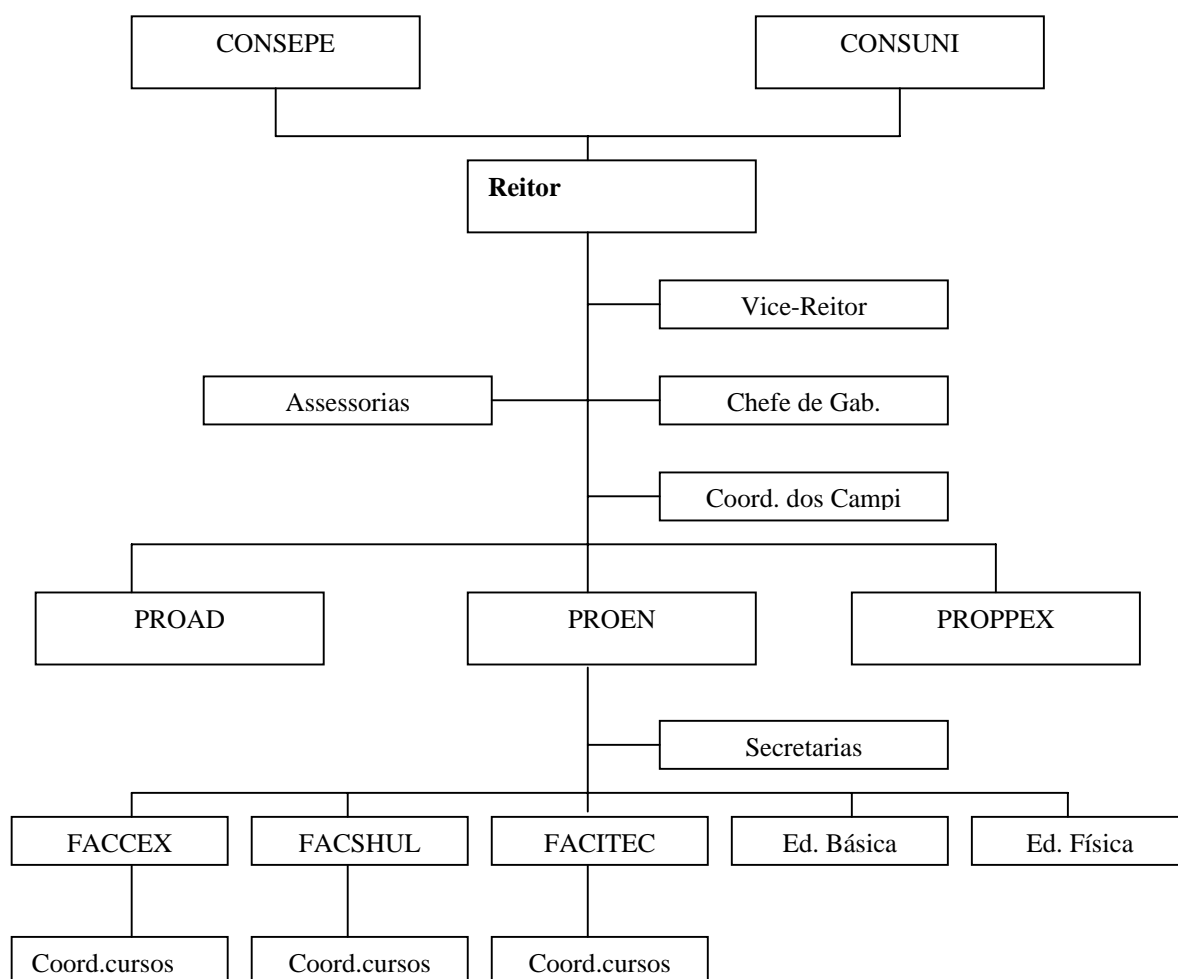 CONSEPE
CONSUNI
Reitor
Vice-Reitor
Assessorias
Chefe de Gab.
Coord. dos Campi
PROAD
PROEN
PROPPEX
Secretarias
FACCEX
FACSHUL
FACITEC
Ed. Básica
Ed. Física
Coord.cursos
Coord.cursos
Coord.cursos